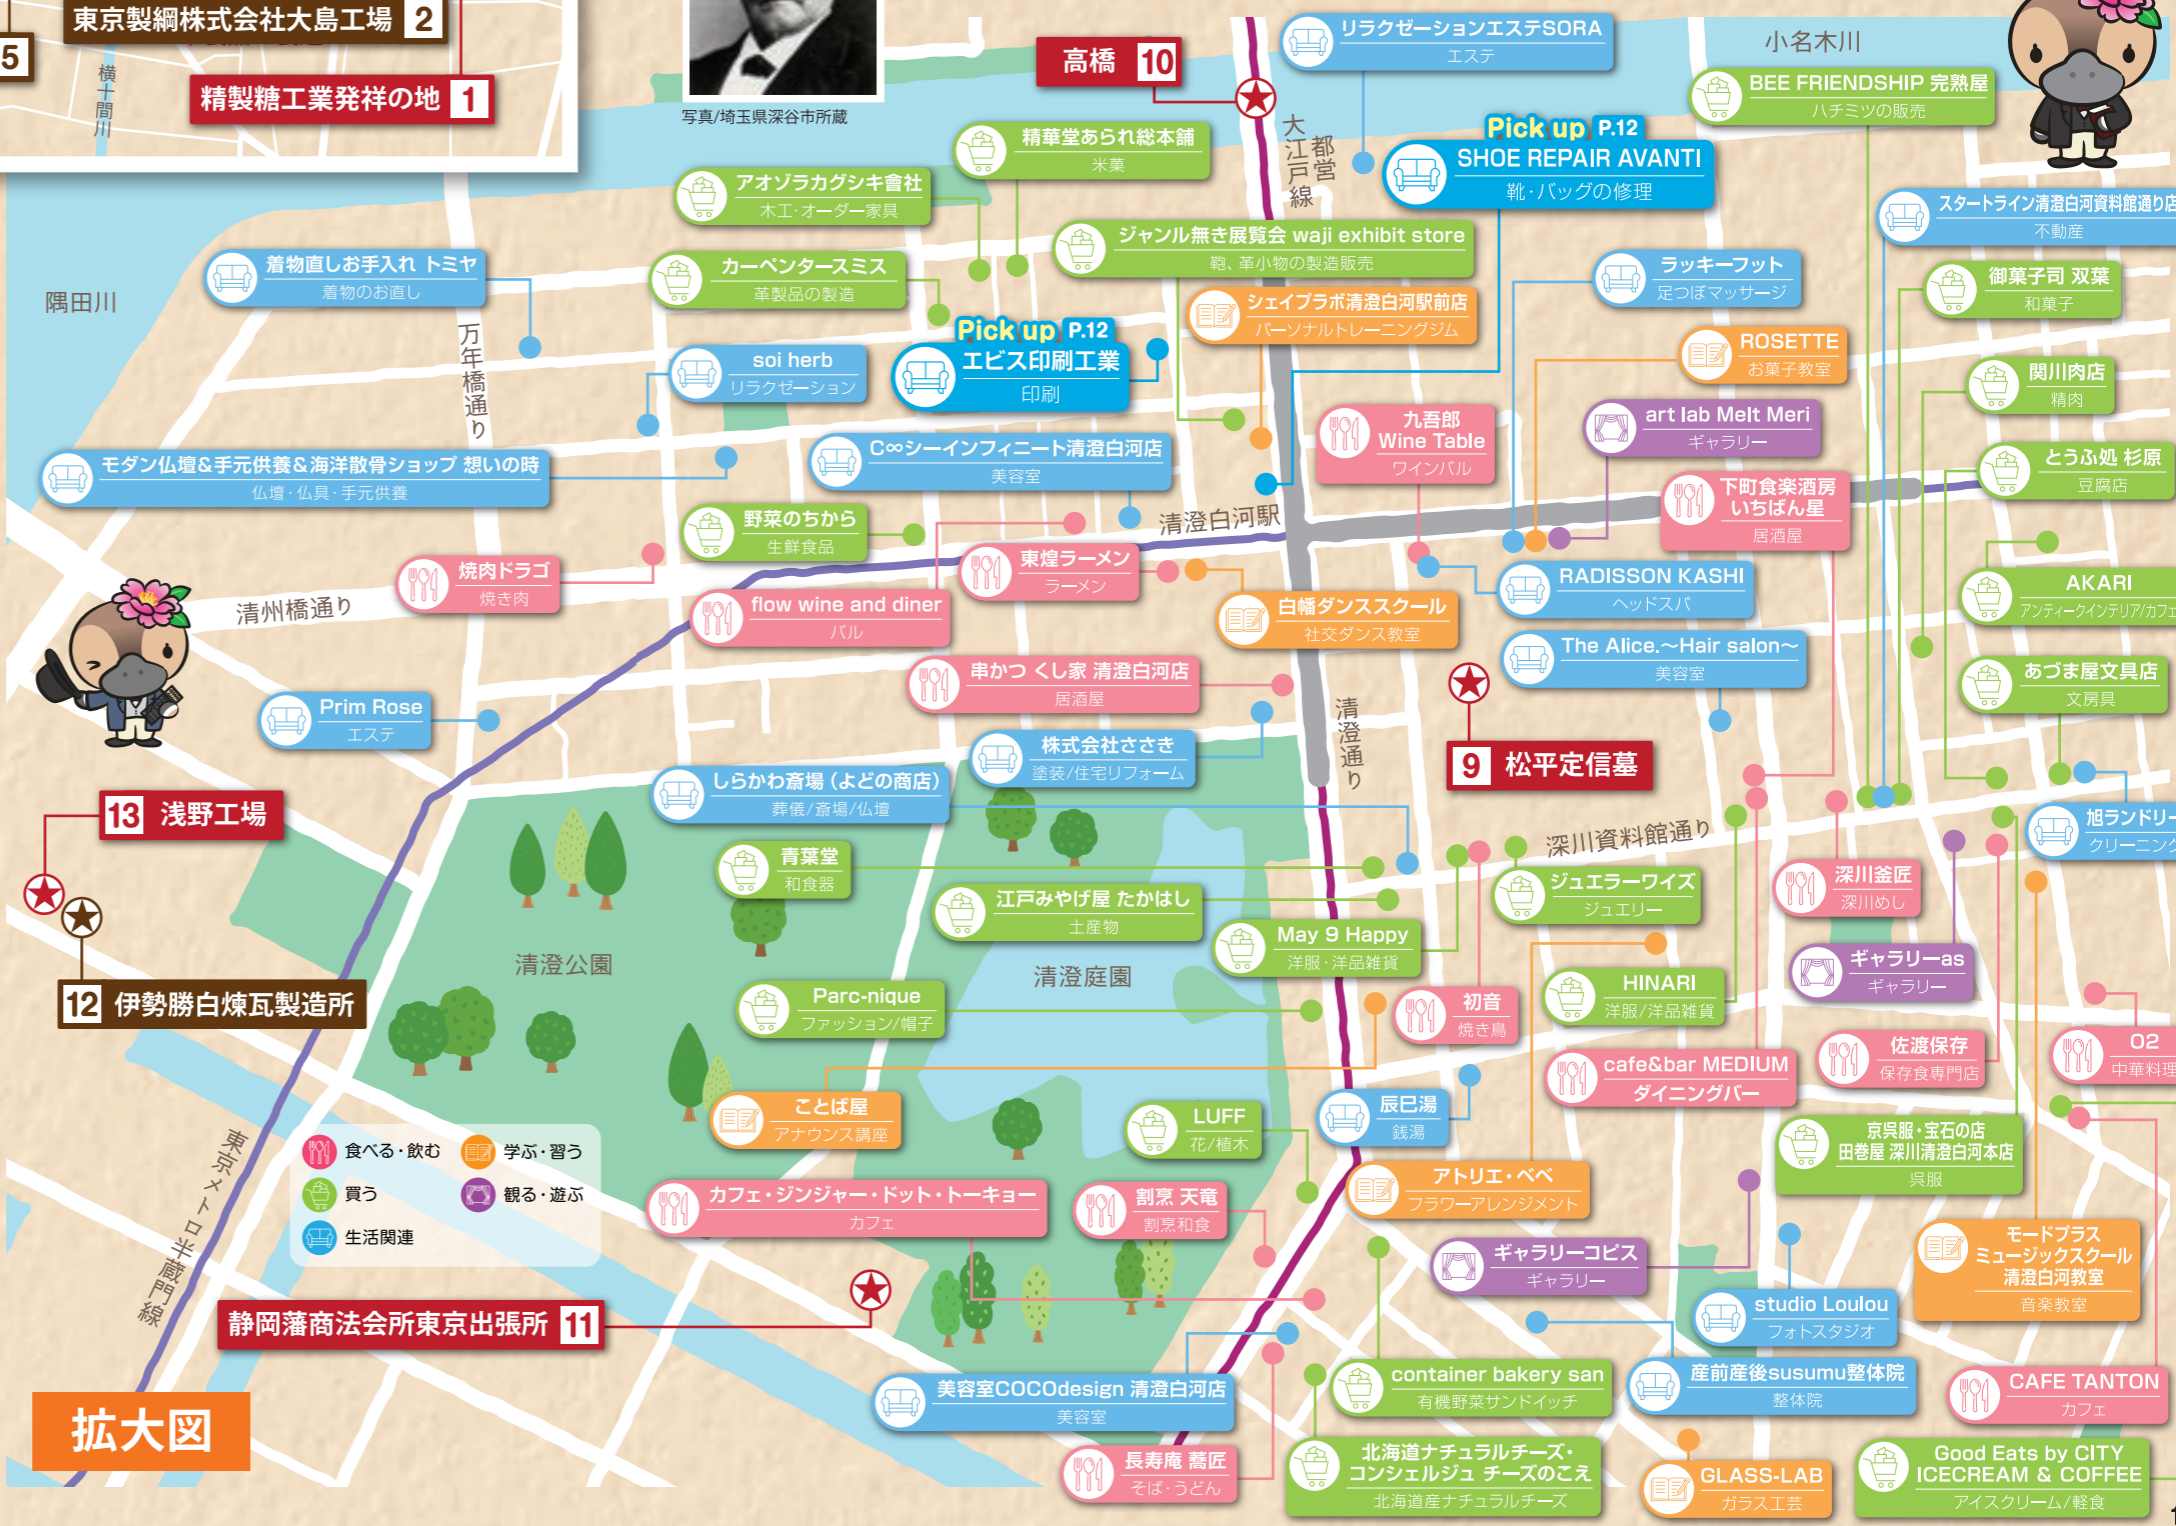 東京製綱株式会社大島工場 2
5
横十間川
精製糖工業発祥の地 1
写真/埼玉県深谷市所蔵
高橋 10
リラクゼーションエステSORA
エステ
小名木川
BEE FRIENDSHIP 完熟屋
ハチミツの販売
精華堂あられ総本舗
米菓
都営
大江戸線
Pick up P.12
SHOE REPAIR AVANTI
靴・バッグの修理
アオゾラカグシキ會社
木工・オーダー家具
スタートライン清澄白河資料館通り店
不動産
ジャンル無き展覧会 waji exhibit store
鞄、革小物の製造販売
着物直しお手入れ トミヤ
着物のお直し
カーペンタースミス
革製品の製造
ラッキーフット
足つぼマッサージ
御菓子司 双葉
和菓子
隅田川
シェイプラボ清澄白河駅前店
パーソナルトレーニングジム
万年橋通り
Pick up P.12
エビス印刷工業
印刷
soi herb
リラクゼーション
ROSETTE
お菓子教室
関川肉店
精肉
九吾郎
Wine Table
ワインバル
art lab Melt Meri
ギャラリー
モダン仏壇&手元供養&海洋散骨ショップ 想いの時
仏壇・仏具・手元供養
C∞シーインフィニート清澄白河店
美容室
とうふ処 杉原
豆腐店
下町食楽酒房
いちばん星
居酒屋
野菜のちから
生鮮食品
清澄白河駅
焼肉ドラゴ
焼き肉
東煌ラーメン
ラーメン
RADISSON KASHI
ヘッドスパ
AKARI
アンティークインテリア/カフェ
清州橋通り
flow wine and diner
バル
白幡ダンススクール
社交ダンス教室
The Alice.〜Hair salon〜
美容室
串かつ くし家 清澄白河店
居酒屋
あづま屋文具店
文房具
Prim Rose
エステ
清澄通り
株式会社ささき
塗装/住宅リフォーム
9 松平定信墓
しらかわ斎場（よどの商店）
葬儀/斎場/仏壇
13 浅野工場
旭ランドリー
クリーニング
深川資料館通り
青葉堂
和食器
ジュエラーワイズ
ジュエリー
深川釜匠
深川めし
江戸みやげ屋 たかはし
土産物
May 9 Happy
洋服・洋品雑貨
清澄公園
清澄庭園
ギャラリーas
ギャラリー
12 伊勢勝白煉瓦製造所
Parc-nique
ファッション/帽子
初音
焼き鳥
HINARI
洋服/洋品雑貨
佐渡保存
保存食専門店
O2
中華料理
cafe&bar MEDIUM
ダイニングバー
ことば屋
アナウンス講座
LUFF
花/植木
辰巳湯
銭湯
京呉服・宝石の店
田巻屋 深川清澄白河本店
呉服
食べる・飲む
学ぶ・習う
買う
観る・遊ぶ
生活関連
東京メトロ半蔵門線
カフェ・ジンジャー・ドット・トーキョー
カフェ
割烹 天竜
割烹和食
アトリエ・ベベ
フラワーアレンジメント
ギャラリーコピス
ギャラリー
モードプラス
ミュージックスクール
清澄白河教室
音楽教室
静岡藩商法会所東京出張所 11
studio Loulou
フォトスタジオ
美容室COCOdesign 清澄白河店
美容室
container bakery san
有機野菜サンドイッチ
産前産後susumu整体院
整体院
CAFE TANTON
カフェ
拡大図
長寿庵 蕎匠
そば・うどん
北海道ナチュラルチーズ・
コンシェルジュ チーズのこえ
北海道産ナチュラルチーズ
GLASS-LAB
ガラス工芸
Good Eats by CITY
ICECREAM & COFFEE
アイスクリーム/軽食